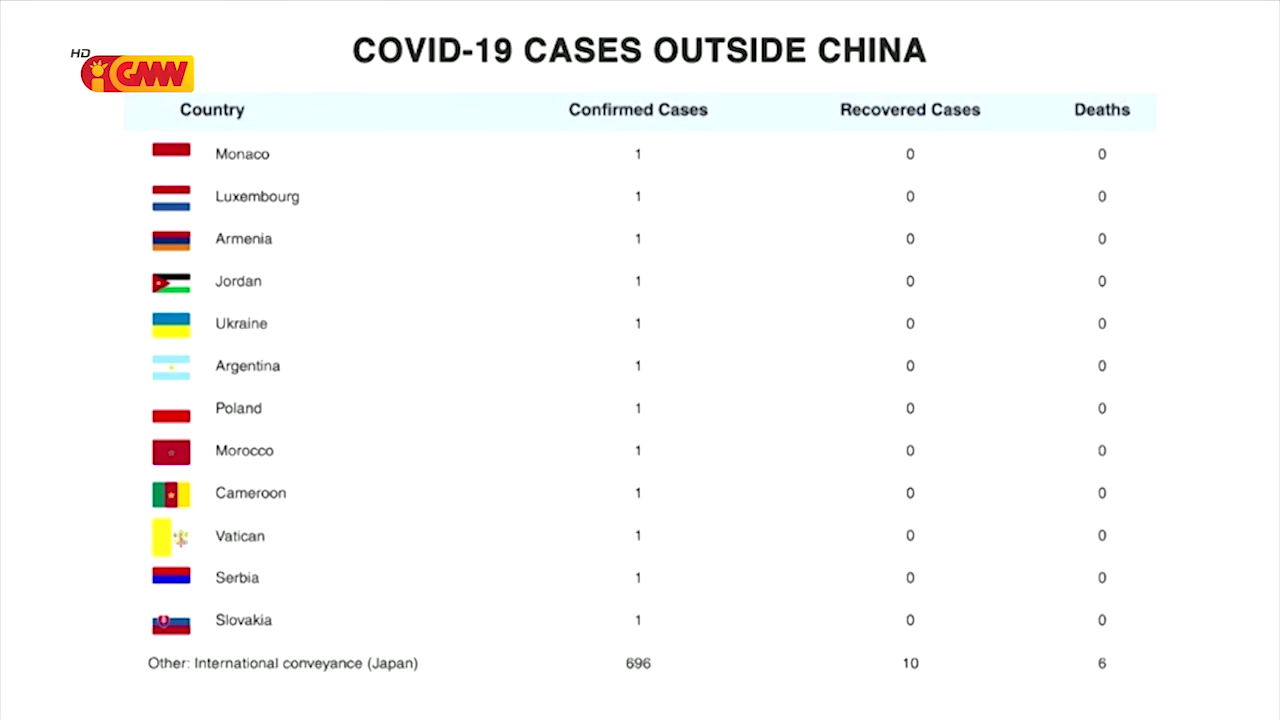 HD
iGMW
COVID-19 CASES OUTSIDE CHINA
Country Confirmed Cases Recovered Cases Deaths
Monaco 1 0 0
Luxembourg 1 0 0
Armenia 1 0 0
Jordan 1 0 0
Ukraine 1 0 0
Argentina 1 0 0
Poland 1 0 0
Morocco 1 0 0
Cameroon 1 0 0
Vatican 1 0 0
Serbia 1 0 0
Slovakia 1 0 0
Other: International conveyance (Japan) 696 10 6